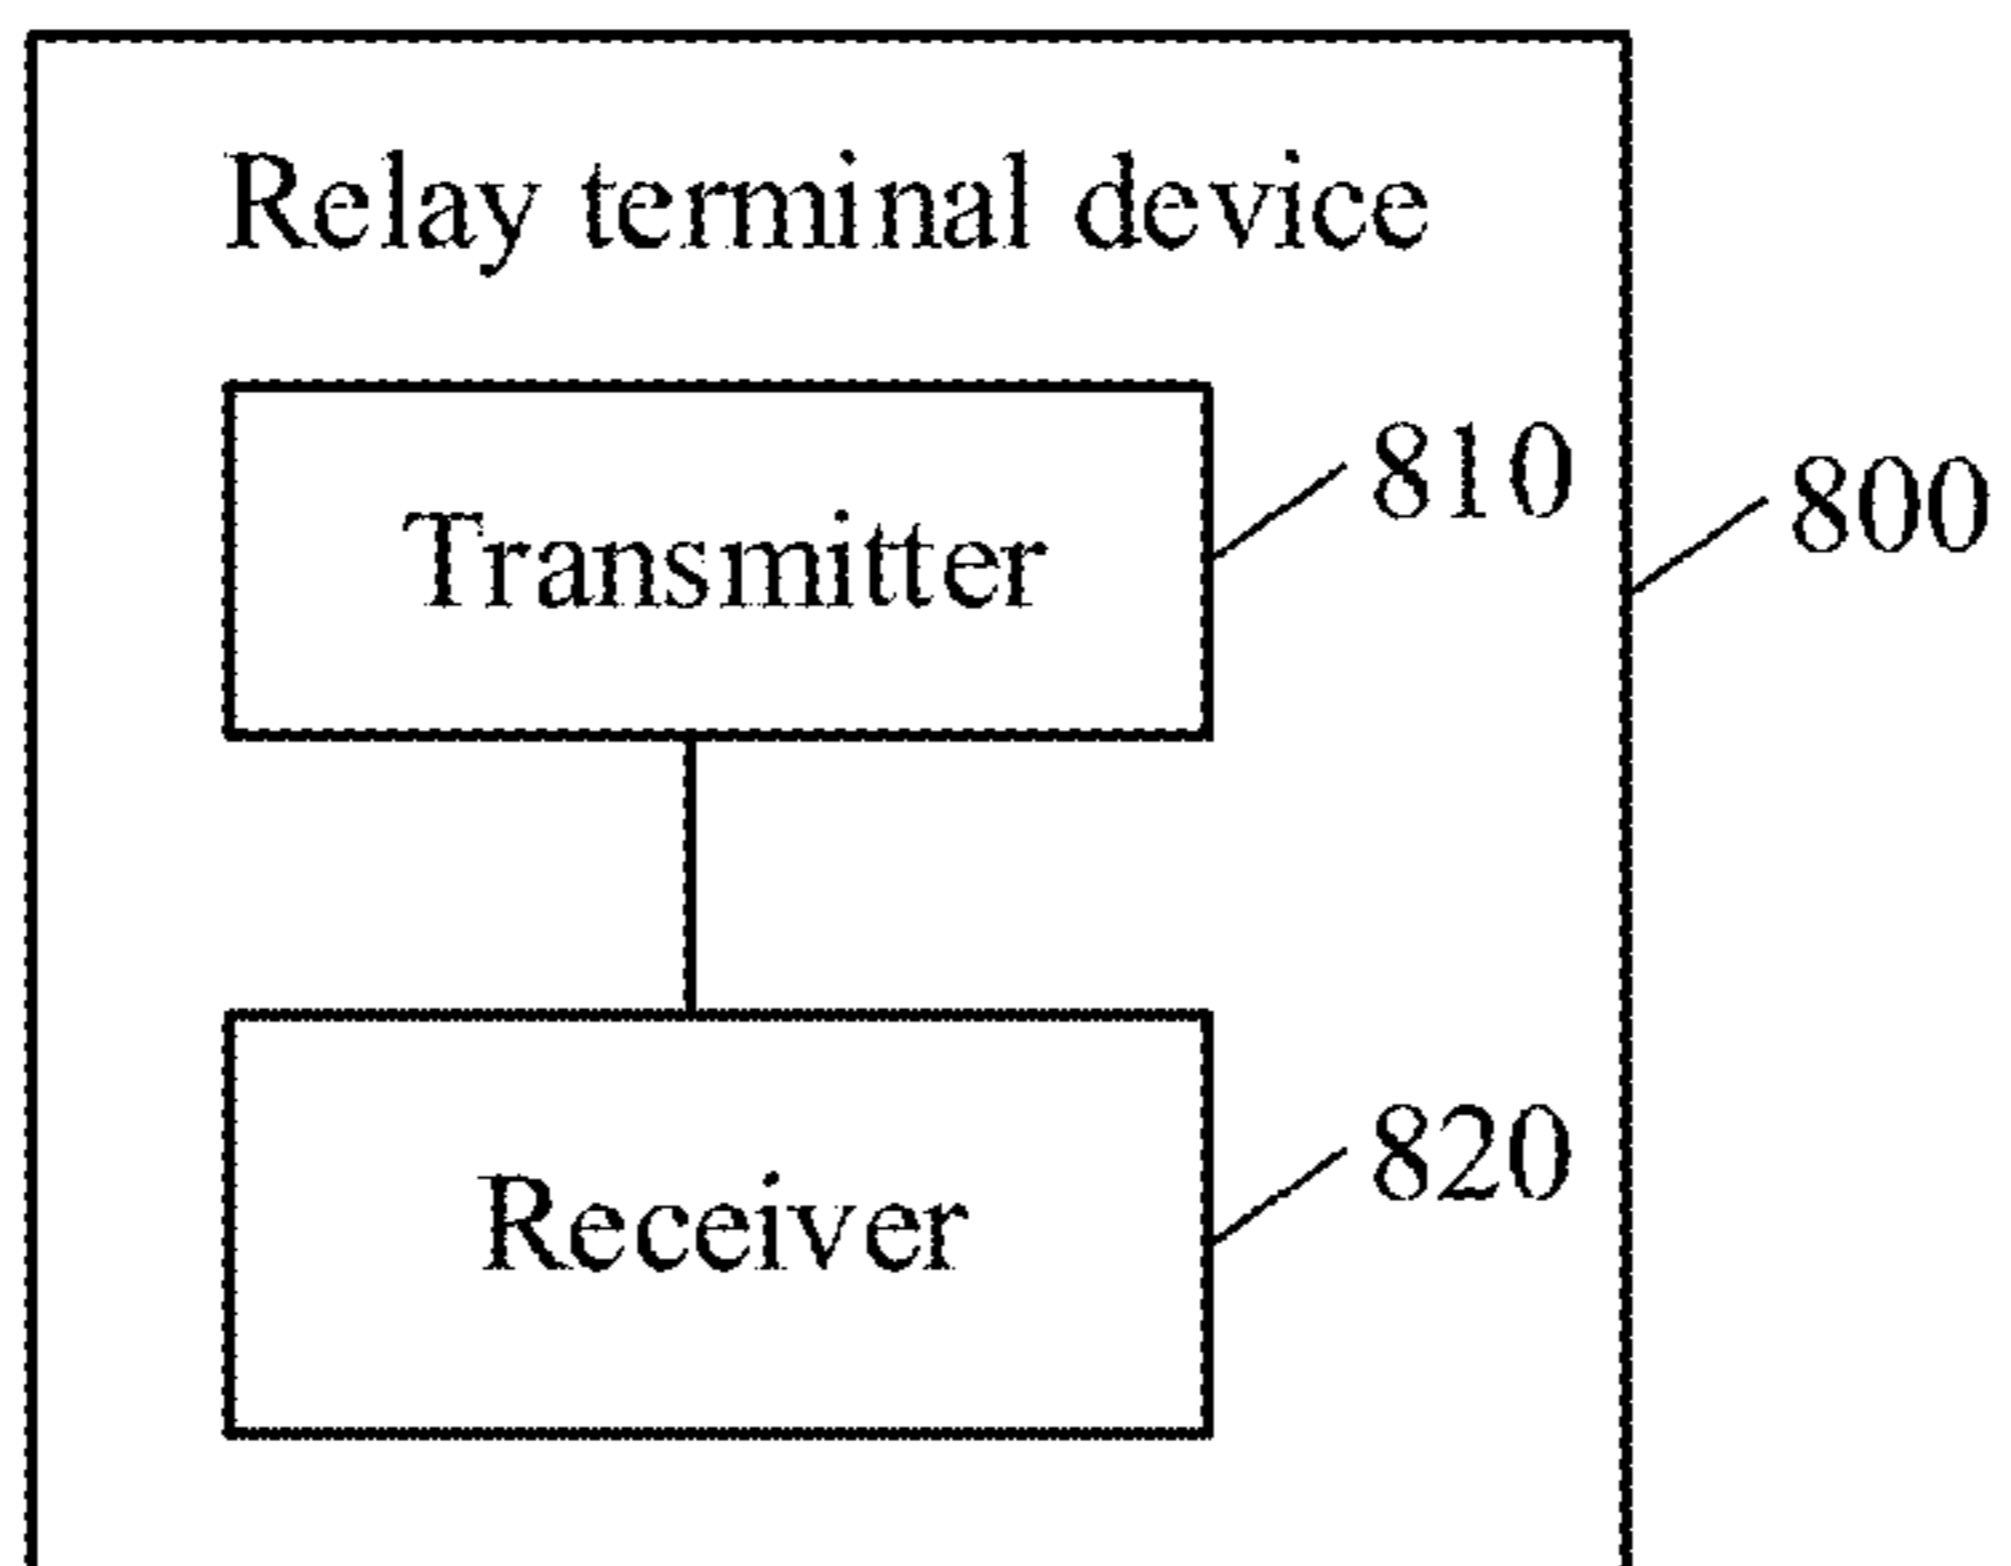 Relay terminal device
810
800
Transmitter
820
Receiver